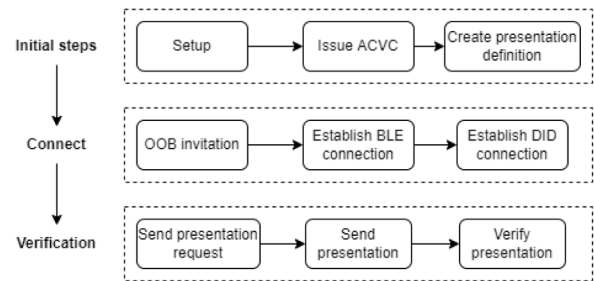 Initial steps
Setup
Issue ACVC
Create presentation
definition
Connect
OOB invitation
Establish BLE
connection
Establish DID
connection
Verification
Send presentation
request
Send
presentation
Verify
presentation